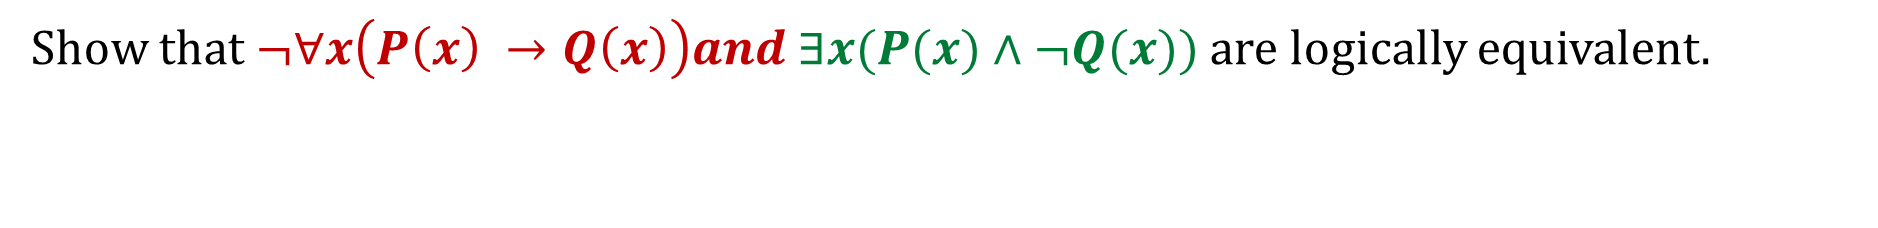 Show that ¬∀x(P(x) → Q(x))and ∃x(P(x) ∧ ¬Q(x)) are logically equivalent.